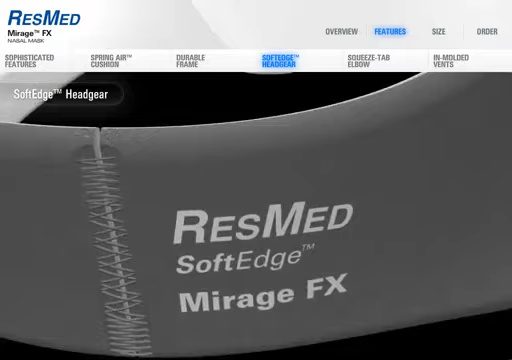 RESMED
Mirage™ FX
NASAL MASK
OVERVIEW FEATURES SIZE ORDER
SOPHISTICATED FEATURES
SPRING AIR™ CUSHION
DURABLE FRAME
SOFTEDGE™ HEADGEAR
SQUEEZE-TAB ELBOW
IN-MOLDED VENTS
SoftEdge™ Headgear
RESMED
SoftEdge™
Mirage FX